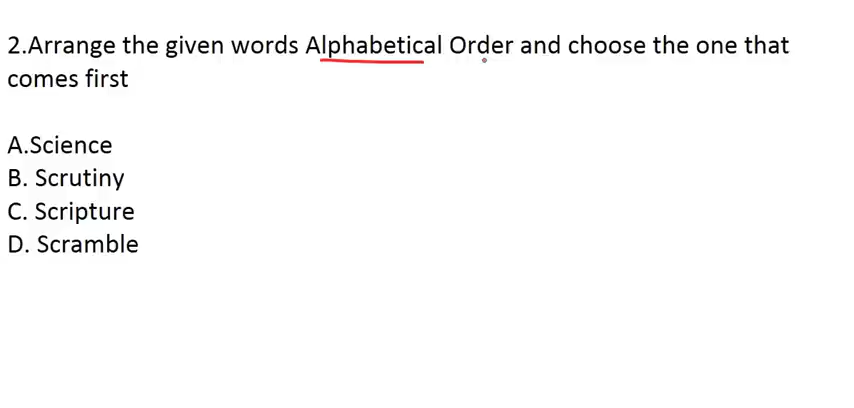 2.Arrange the given words Alphabetical Order and choose the one that
comes first
A.Science
B. Scrutiny
C. Scripture
D. Scramble